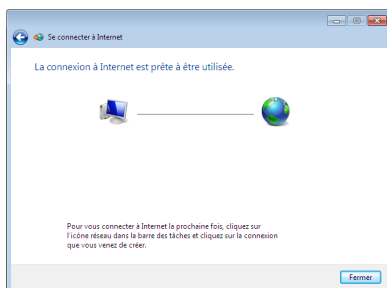 Se connecter à Internet
La connexion à Internet est prête à être utilisée.
Pour vous connecter à Internet la prochaine fois, cliquez sur
l'icône réseau dans la barre des tâches et cliquez sur la connexion
que vous venez de créer.
Fermer